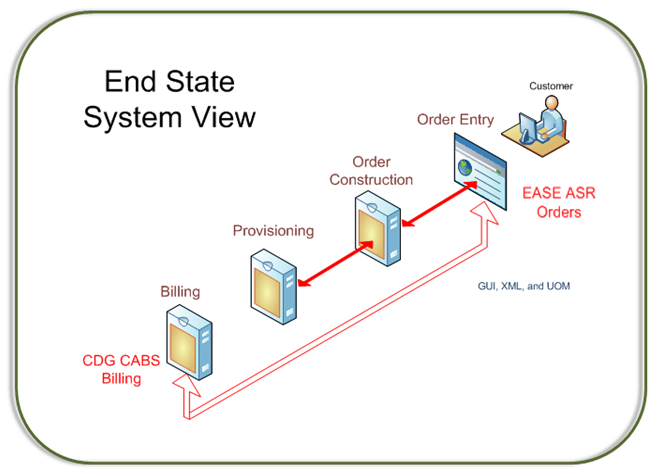 End State
System View
Customer
Order Entry
Order
Construction
EASE ASR
Orders
Provisioning
GUI, XML, and UOM
Billing
CDG CABS
Billing